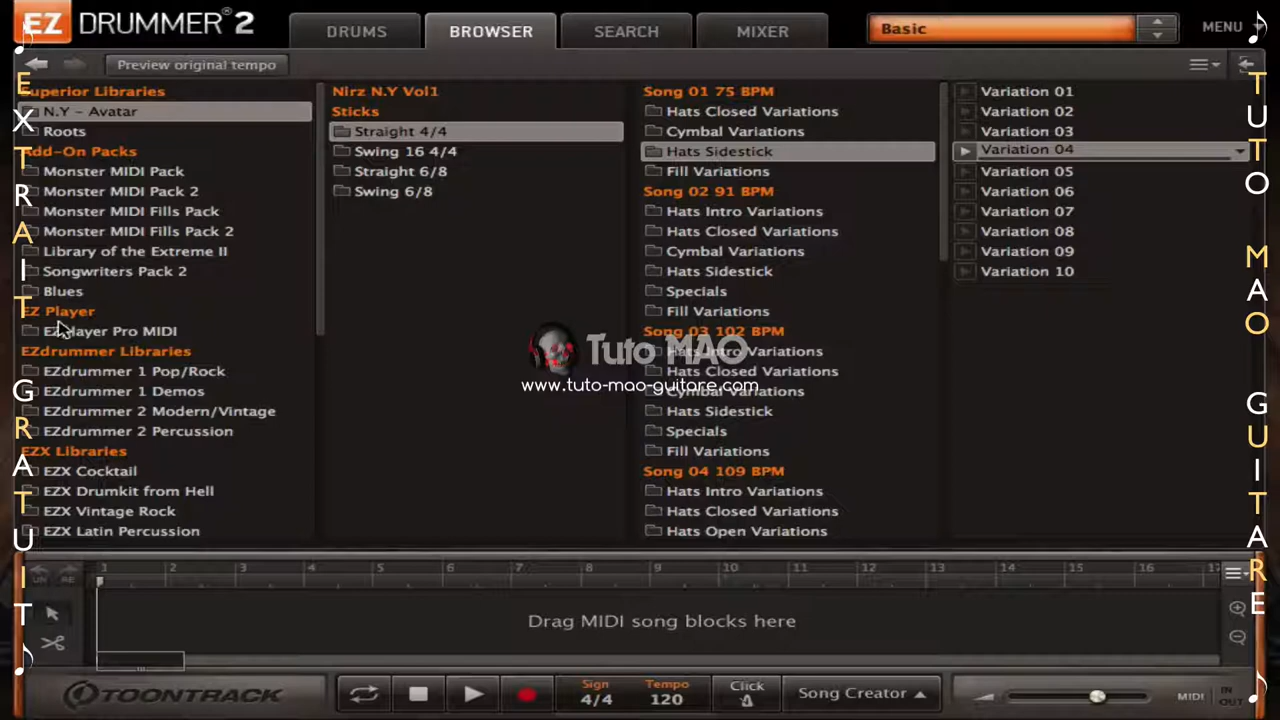 EZ DRUMMER® 2
DRUMS
BROWSER
SEARCH
MIXER
Basic
MENU
Preview original tempo
Superior Libraries
N.Y – Avatar
Roots
Add-On Packs
Monster MIDI Pack
Monster MIDI Pack 2
Monster MIDI Fills Pack
Monster MIDI Fills Pack 2
Library of the Extreme II
Songwriters Pack 2
Blues
EZ Player
EZPlayer Pro MIDI
EZdrummer Libraries
EZdrummer 1 Pop/Rock
EZdrummer 1 Demos
EZdrummer 2 Modern/Vintage
EZdrummer 2 Percussion
EZX Libraries
EZX Cocktail
EZX Drumkit from Hell
EZX Vintage Rock
EZX Latin Percussion
Nirz N.Y Vol1
Sticks
Straight 4/4
Swing 16 4/4
Straight 6/8
Swing 6/8
Song 01 75 BPM
Hats Closed Variations
Cymbal Variations
Hats Sidestick
Fill Variations
Song 02 91 BPM
Hats Intro Variations
Hats Closed Variations
Cymbal Variations
Hats Sidestick
Specials
Fill Variations
Song 03 102 BPM
Hats Intro Variations
Hats Closed Variations
Cymbal Variations
Hats Sidestick
Specials
Fill Variations
Song 04 109 BPM
Hats Intro Variations
Hats Closed Variations
Hats Open Variations
Variation 01
Variation 02
Variation 03
Variation 04
Variation 05
Variation 06
Variation 07
Variation 08
Variation 09
Variation 10
Tuto MAO
www.tuto-mao-guitare.com
EXTRAIT GRATUIT
TUTO MAO GUITARE
UN RE
1 2 3 4 5 6 7 8 9 10 11 12 13 14 15 16 17
Drag MIDI song blocks here
TOONTRACK
Sign
4/4
Tempo
120
Click
Song Creator
MIDI
IN
OUT